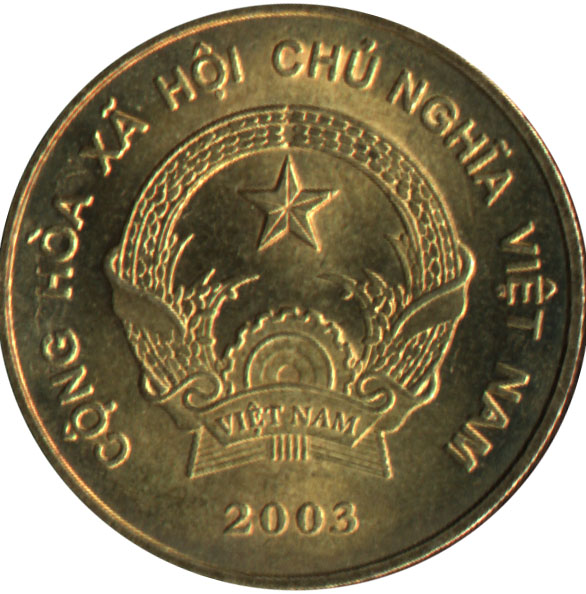 CỘNG HÒA XÃ HỘI CHỦ NGHĨA VIỆT NAM
VIỆT NAM
2003